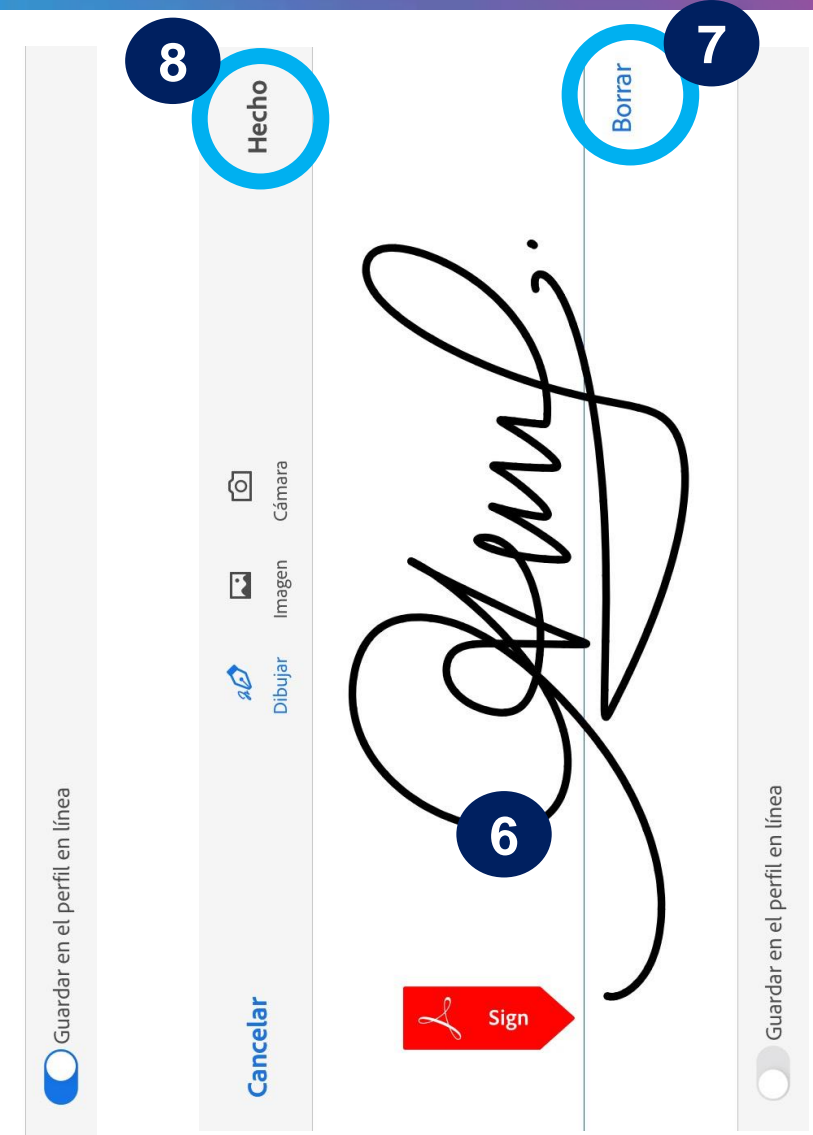 Guardar en el perfil en línea
8
Cancelar Dibujar Imagen Cámara Hecho
Sign
6
7
Borrar
Guardar en el perfil en línea